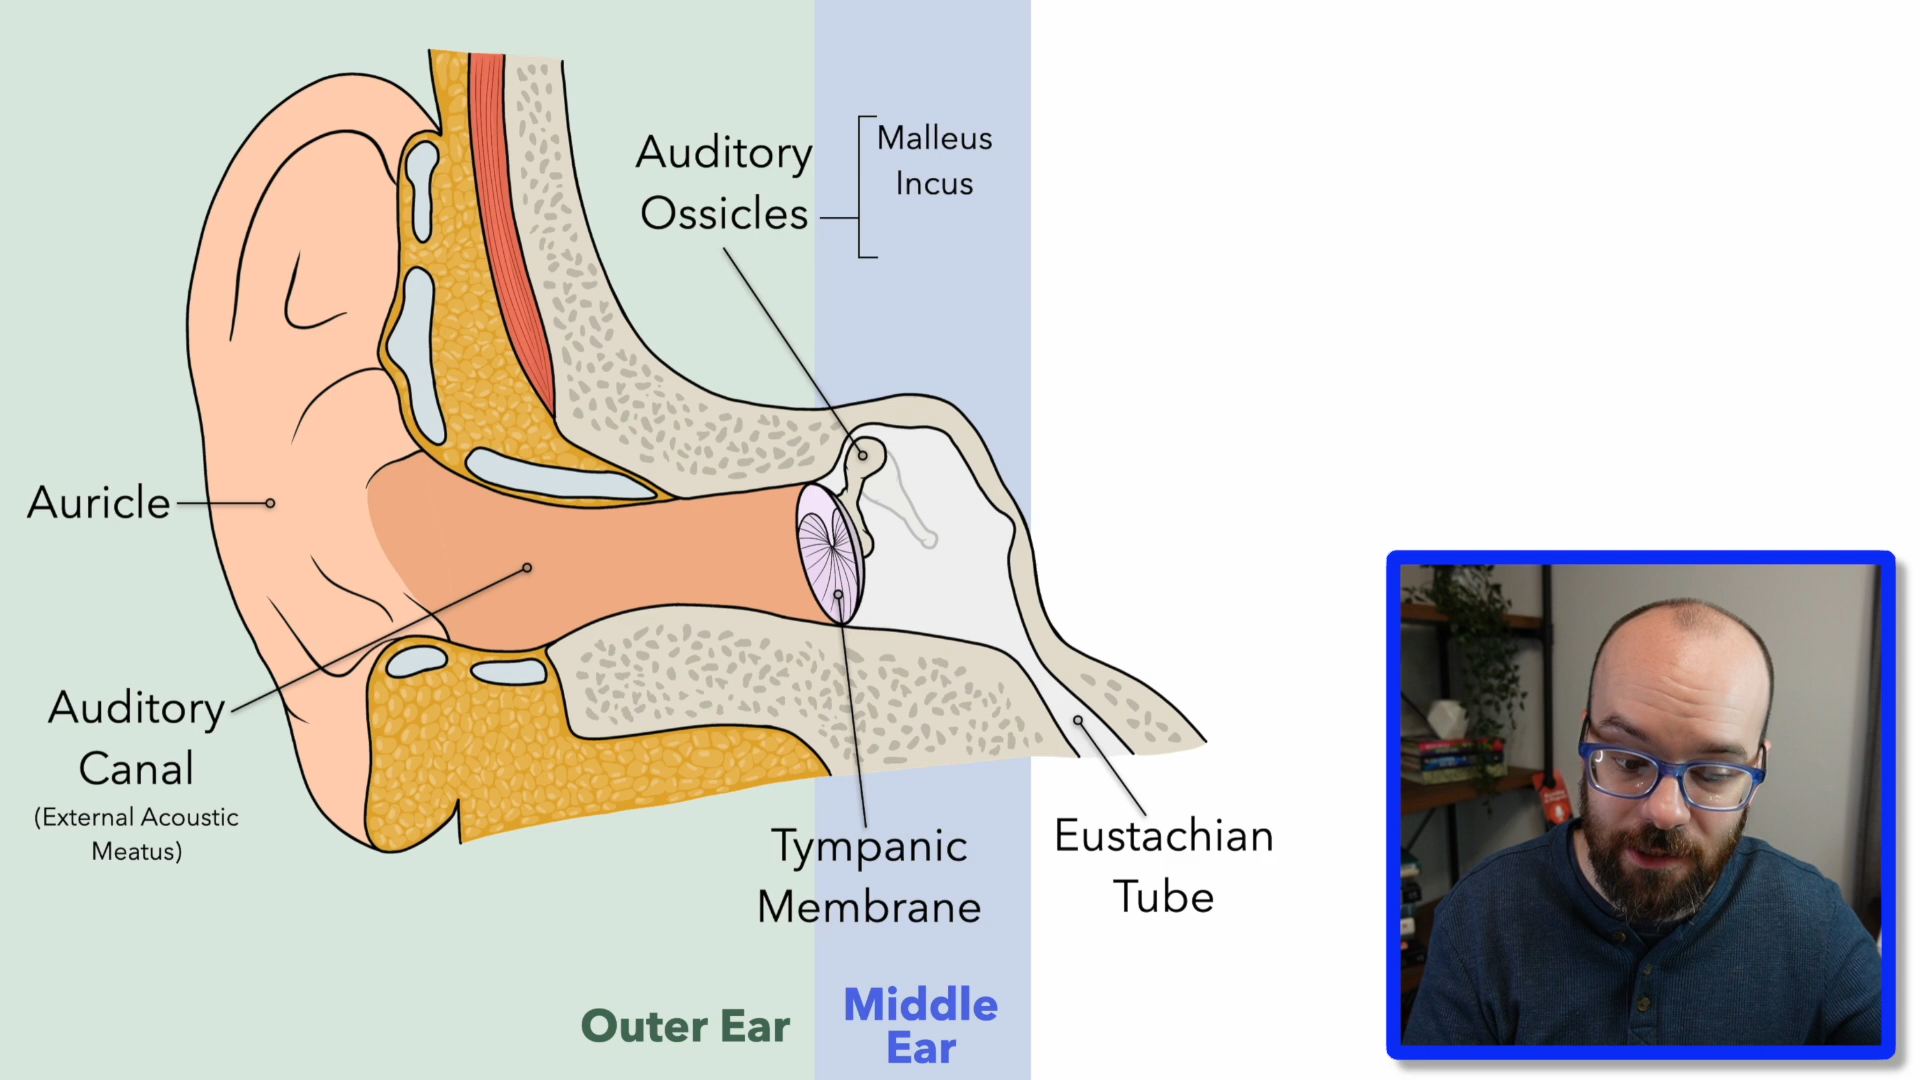 Auditory
Ossicles
Malleus
Incus
Auricle
Auditory
Canal
(External Acoustic
Meatus)
Tympanic
Membrane
Eustachian
Tube
Outer Ear
Middle
Ear